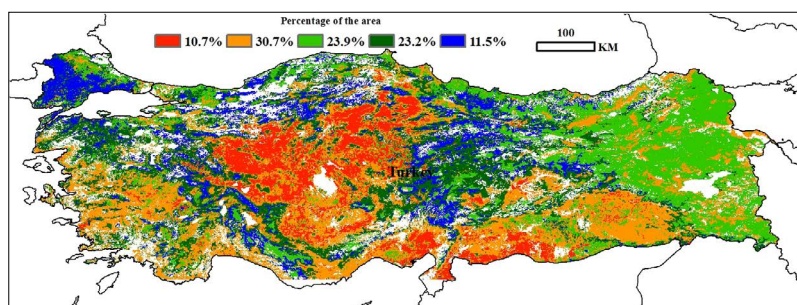 Percentage of the area
10.7% 30.7% 23.9% 23.2% 11.5%
100
KM
Turkey